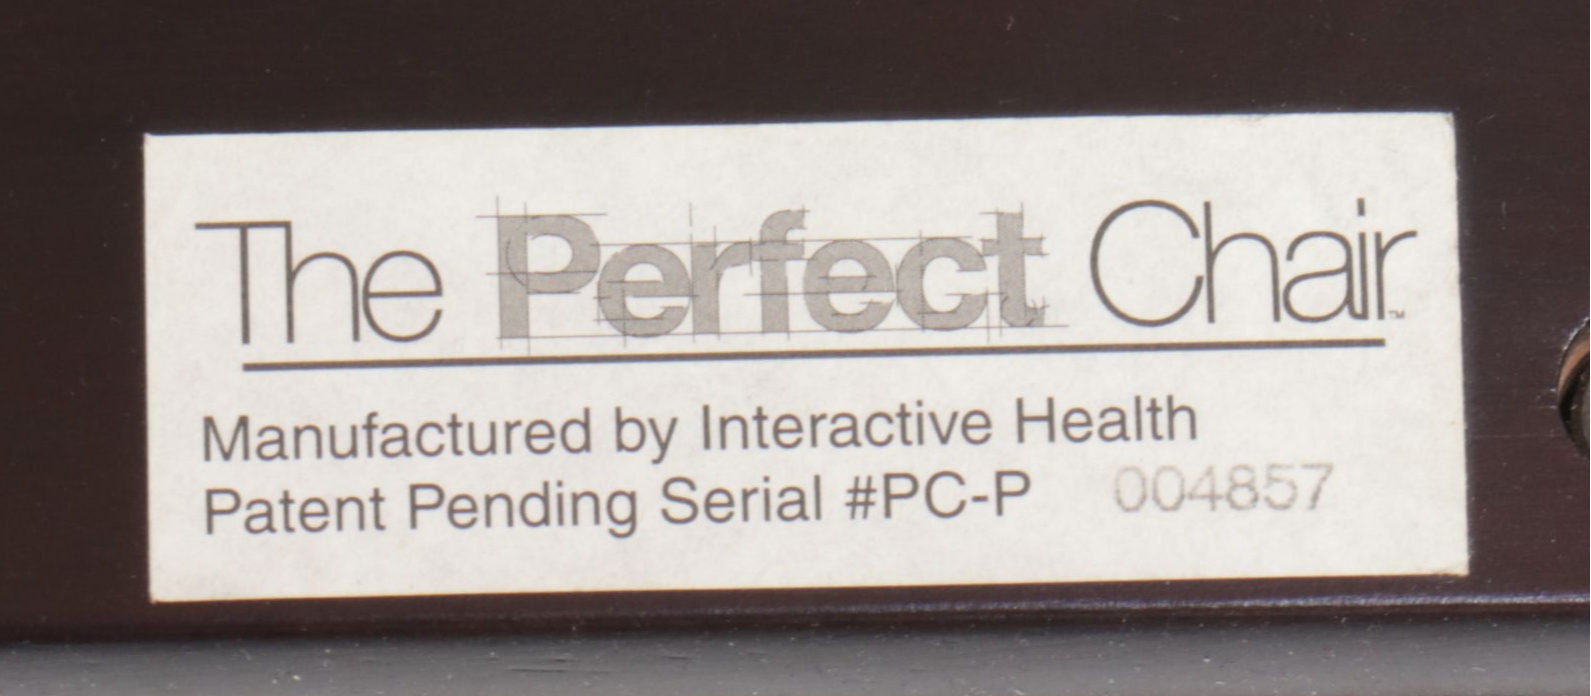 The Perfect Chair™
Manufactured by Interactive Health
Patent Pending Serial #PC-P 004857